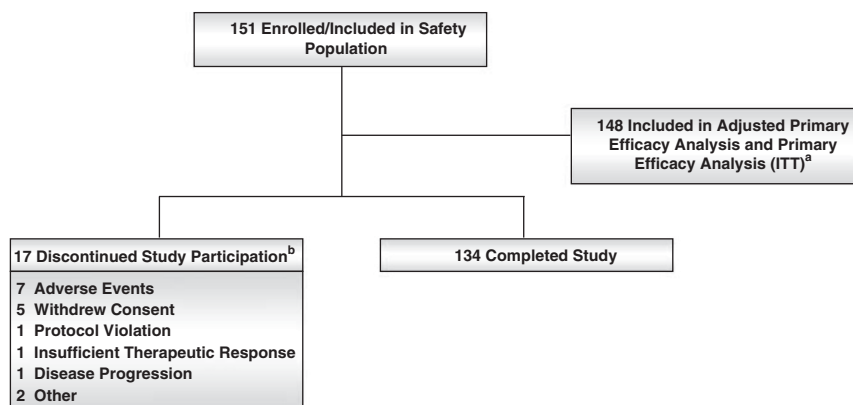 151 Enrolled/Included in Safety
Population
148 Included in Adjusted Primary
Efficacy Analysis and Primary
Efficacy Analysis (ITT)a
17 Discontinued Study Participationb
134 Completed Study
7 Adverse Events
5 Withdrew Consent
1 Protocol Violation
1 Insufficient Therapeutic Response
1 Disease Progression
2 Other